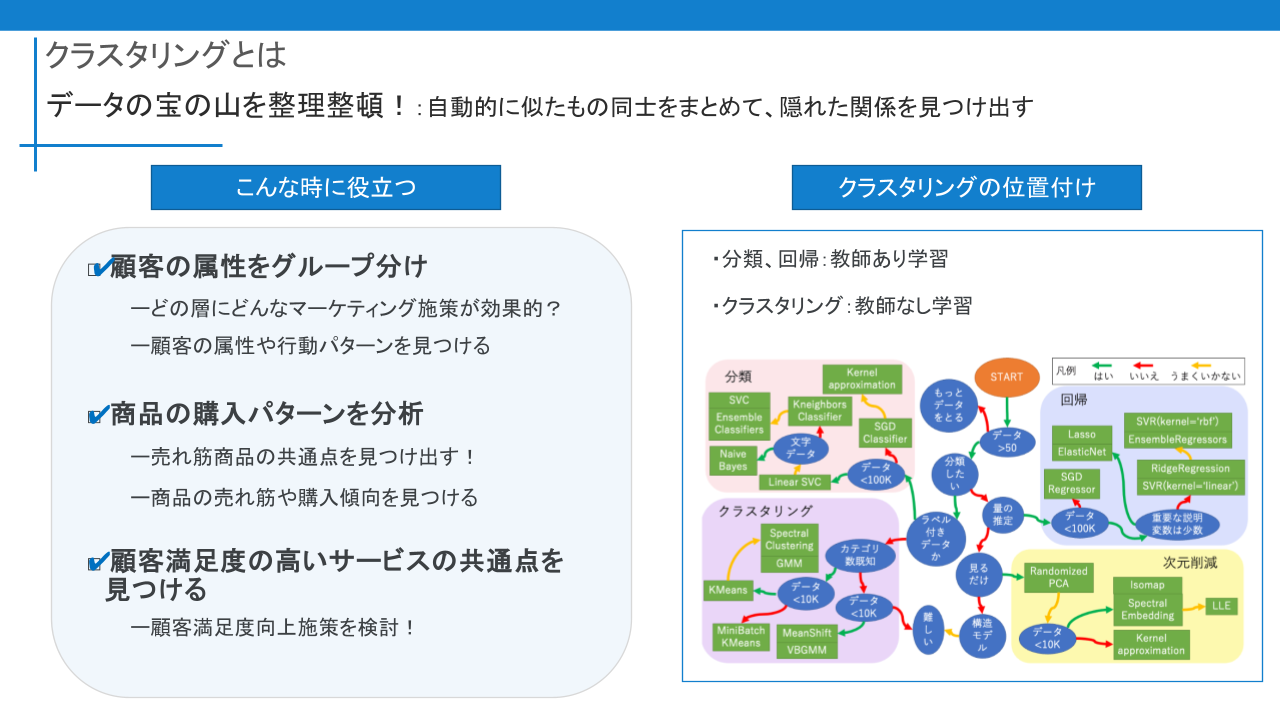 クラスタリングとは
データの宝の山を整理整頓！：自動的に似たもの同士をまとめて、隠れた関係を見つけ出す
こんな時に役立つ
✔顧客の属性をグループ分け
―どの層にどんなマーケティング施策が効果的？
―顧客の属性や行動パターンを見つける
✔商品の購入パターンを分析
―売れ筋商品の共通点を見つけ出す！
―商品の売れ筋や購入傾向を見つける
✔顧客満足度の高いサービスの共通点を
見つける
―顧客満足度向上施策を検討！
クラスタリングの位置付け
・分類、回帰：教師あり学習
・クラスタリング：教師なし学習
START
凡例
はい
いいえ
うまくいかない
分類
Kernel
approximation
SVC
Ensemble
Classifiers
Kneighbors
Classifier
SGD
Classifier
Naive
Bayes
文字
データ
Linear SVC
データ
<100K
もっと
データ
をとる
データ
>50
分類
した
い
ラベル
付き
データ
か
量の
推定
見る
だけ
構造
モデ
ル
難
し
い
回帰
SVR(kernel='rbf')
EnsembleRegressors
Lasso
ElasticNet
RidgeRegression
SVR(kernel='linear')
SGD
Regressor
データ
<100K
重要な説明
変数は少数
クラスタリング
Spectral
Clustering
GMM
カテゴリ
数既知
KMeans
データ
<10K
データ
<10K
MiniBatch
KMeans
MeanShift
VBGMM
次元削減
Randomized
PCA
Isomap
Spectral
Embedding
LLE
データ
<10K
Kernel
approximation